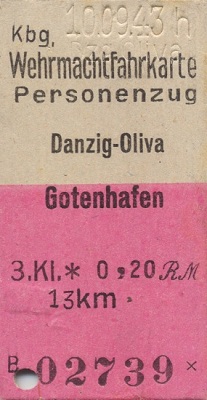 10.09.43 h
Kbg.
Wehrmachtfahrkarte
Personenzug
Danzig-Oliva
Gotenhafen
3.Kl.* 0,20 RM
13km.
B 02739 ×